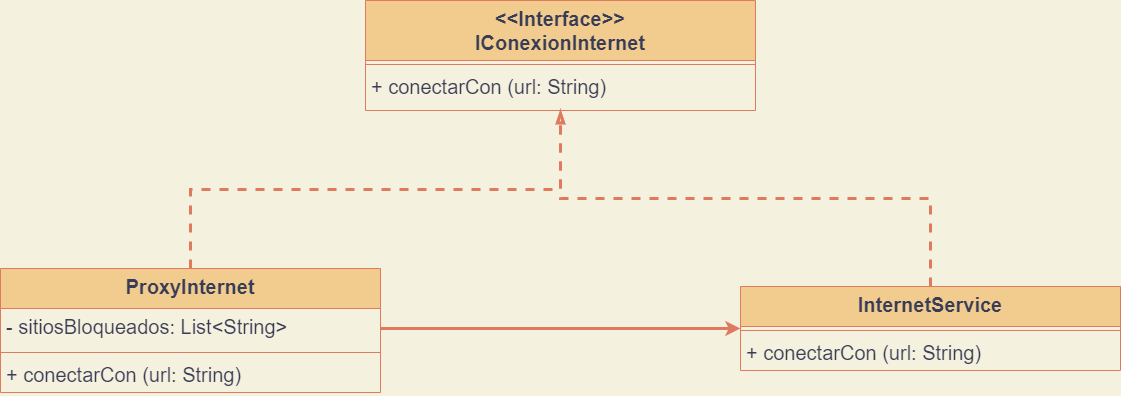 <<Interface>>
IConexionInternet
+ conectarCon (url: String)
ProxyInternet
- sitiosBloqueados: List<String>
+ conectarCon (url: String)
InternetService
+ conectarCon (url: String)